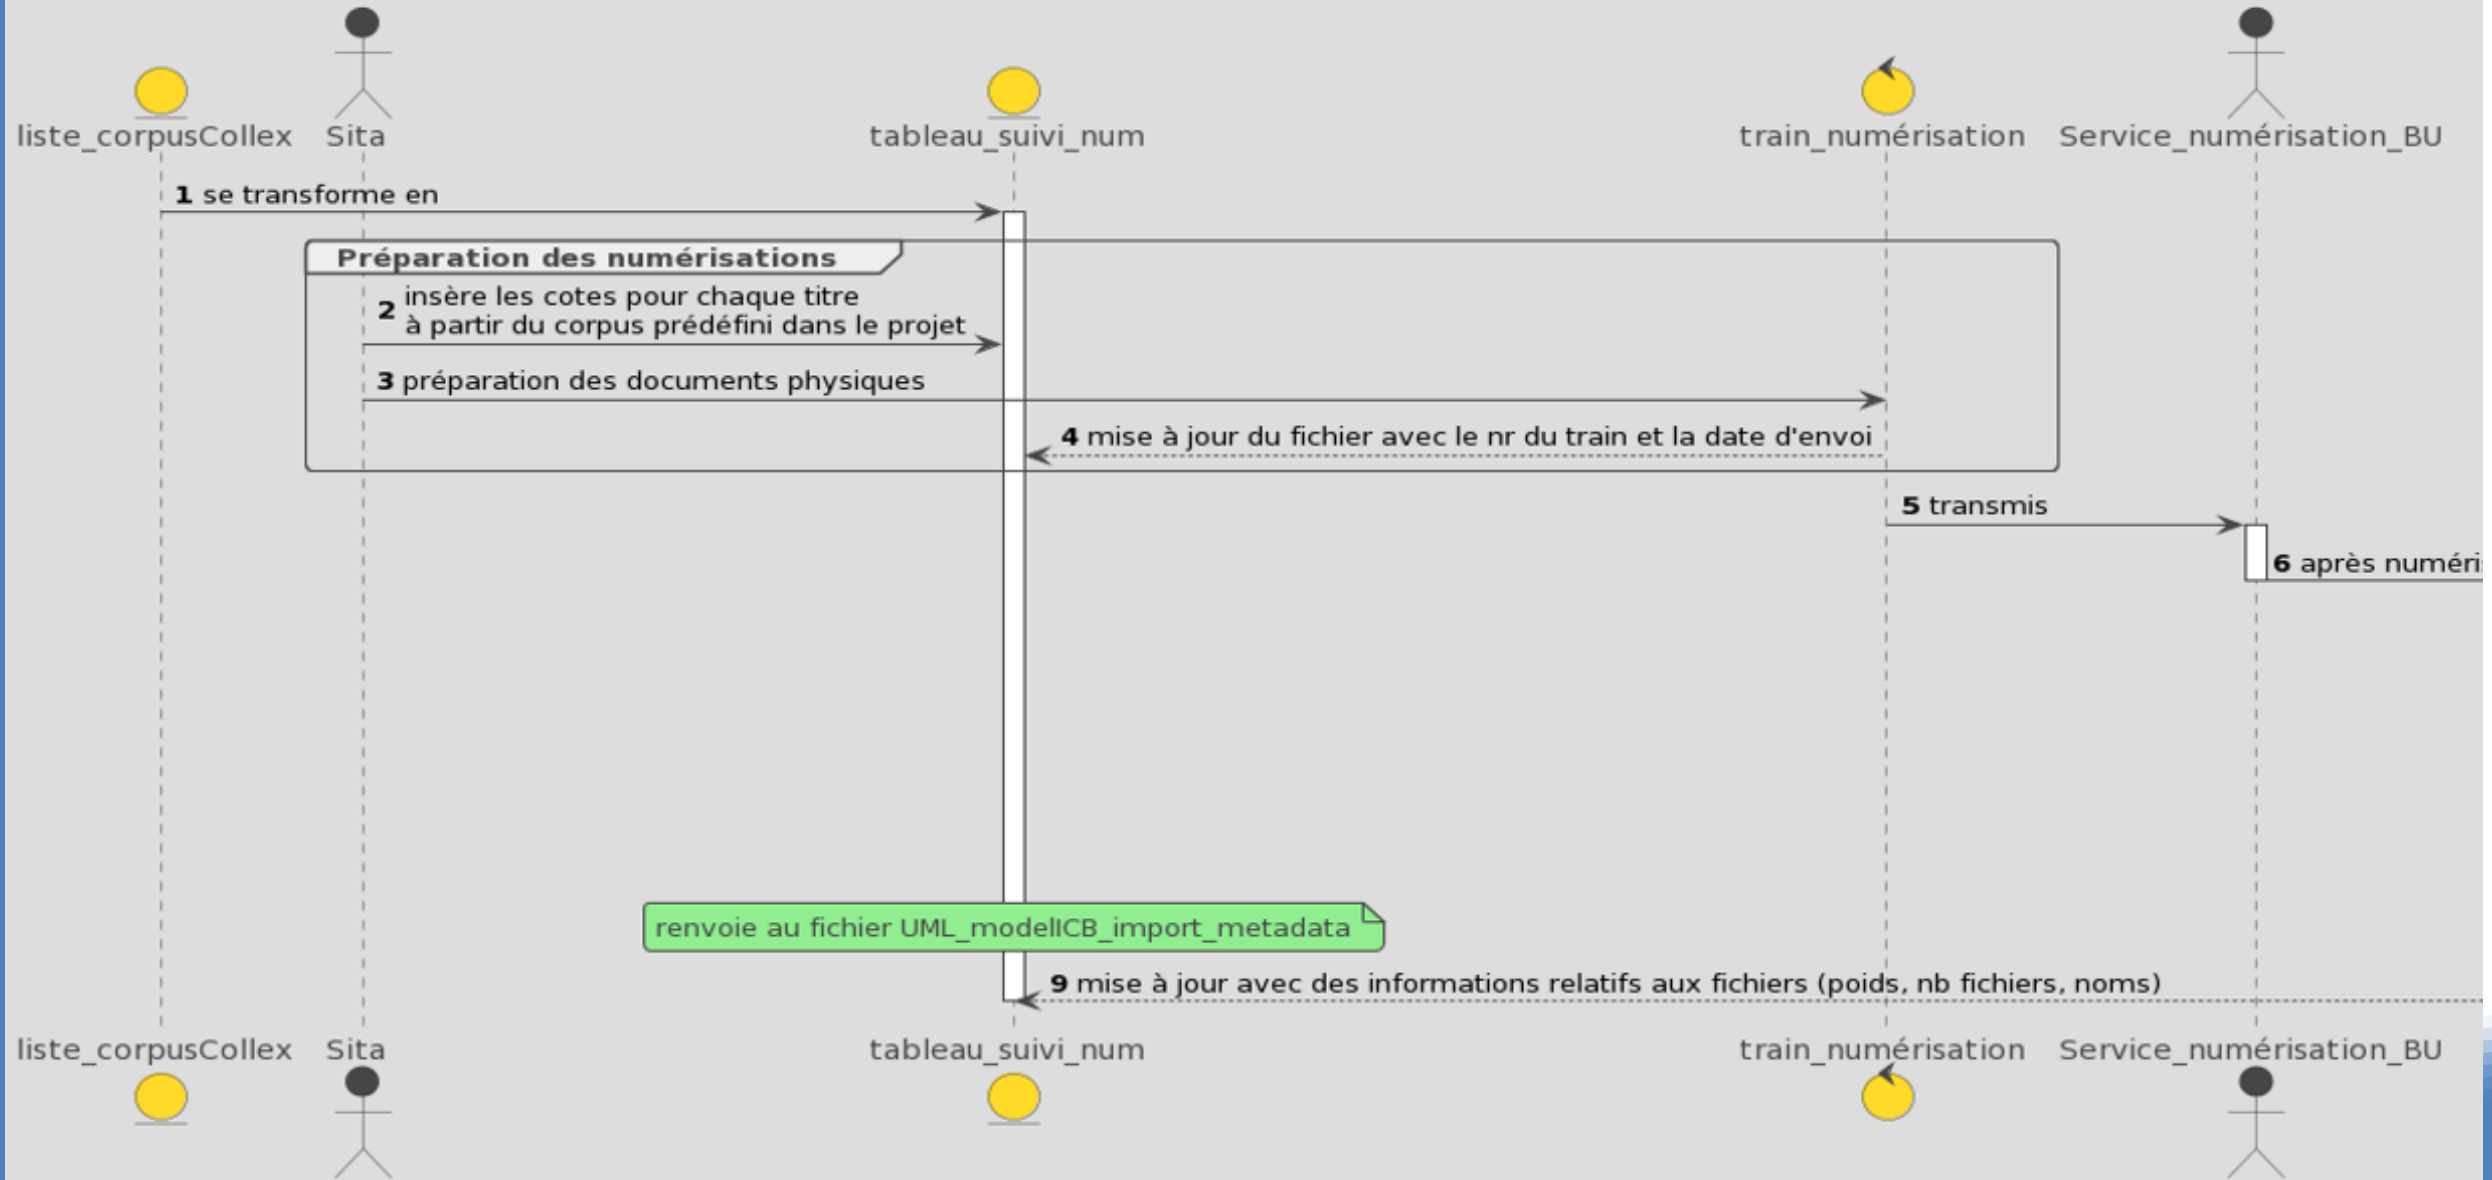 liste_corpusCollex
Sita
tableau_suivi_num
train_numérisation
Service_numérisation_BU
1 se transforme en
Préparation des numérisations
2 insère les cotes pour chaque titre
à partir du corpus prédéfini dans le projet
3 préparation des documents physiques
4 mise à jour du fichier avec le nr du train et la date d'envoi
5 transmis
6 après numéri
renvoie au fichier UML_modelICB_import_metadata
9 mise à jour avec des informations relatifs aux fichiers (poids, nb fichiers, noms)
liste_corpusCollex
Sita
tableau_suivi_num
train_numérisation
Service_numérisation_BU